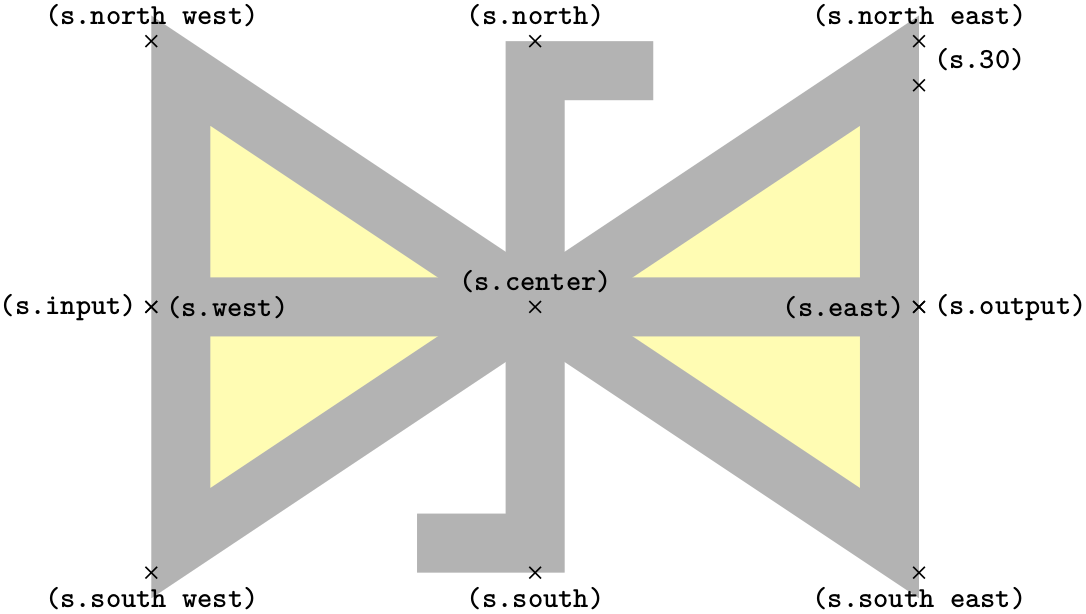 (s.north west) (s.north) (s.north east)
(s.30)
(s.center)
(s.input) (s.west) (s.east) (s.output)
(s.south west) (s.south) (s.south east)